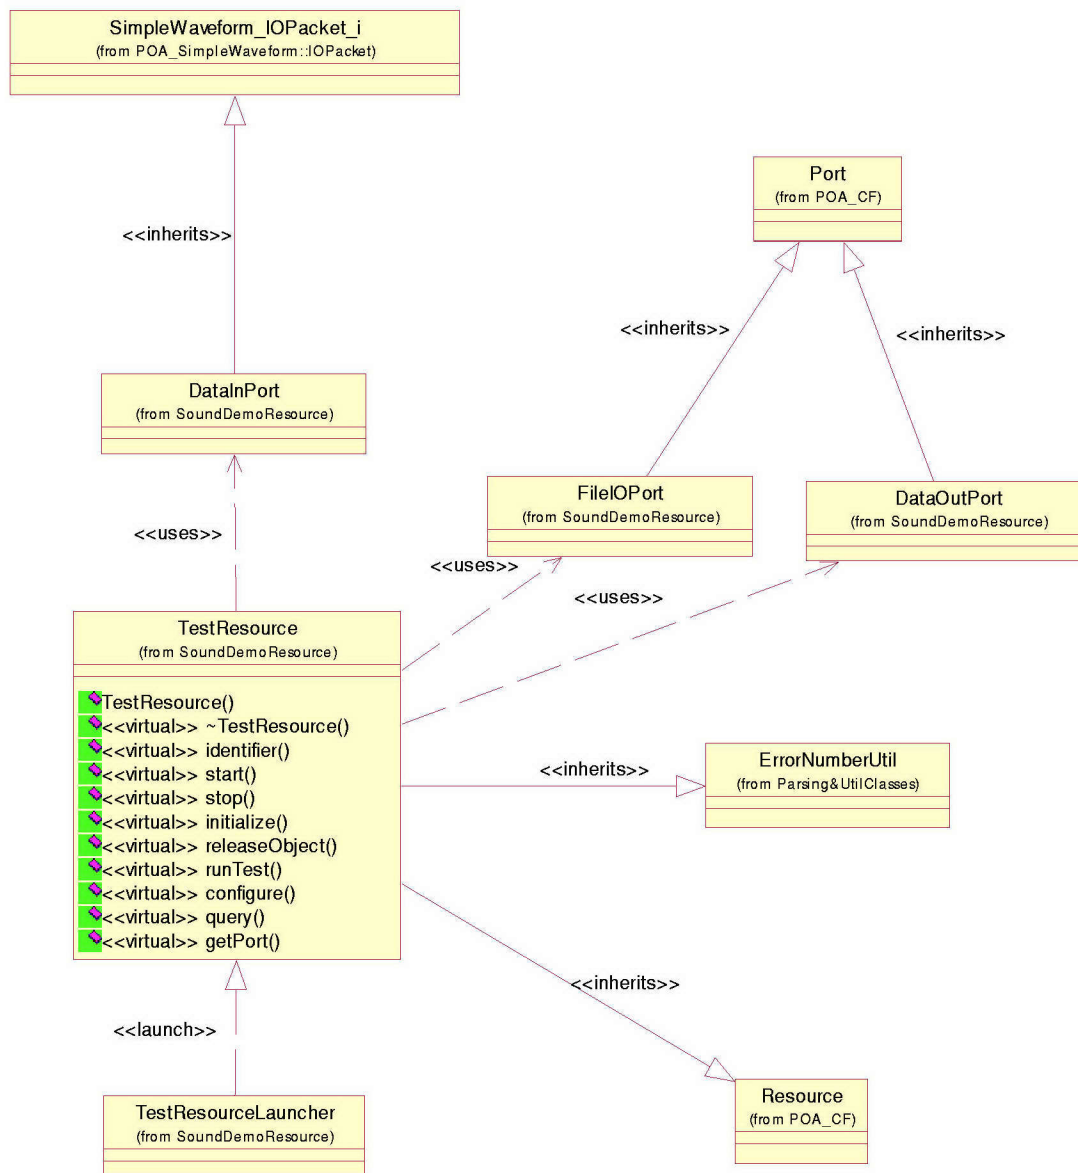 SimpleWaveform_IOPacket_i
(from POA_SimpleWaveform::IOPacket)
Port
(from POA_CF)
<<inherits>>
<<inherits>>
<<inherits>>
DataInPort
(from SoundDemoResource)
FileIOPort
(from SoundDemoResource)
DataOutPort
(from SoundDemoResource)
<<uses>>
<<uses>>
<<uses>>
TestResource
(from SoundDemoResource)
TestResource()
<<virtual>> ~TestResource()
<<virtual>> identifier()
<<virtual>> start()
<<virtual>> stop()
<<virtual>> initialize()
<<virtual>> releaseObject()
<<virtual>> runTest()
<<virtual>> configure()
<<virtual>> query()
<<virtual>> getPort()
<<inherits>>
ErrorNumberUtil
(from Parsing&UtilClasses)
<<inherits>>
<<launch>>
Resource
(from POA_CF)
TestResourceLauncher
(from SoundDemoResource)